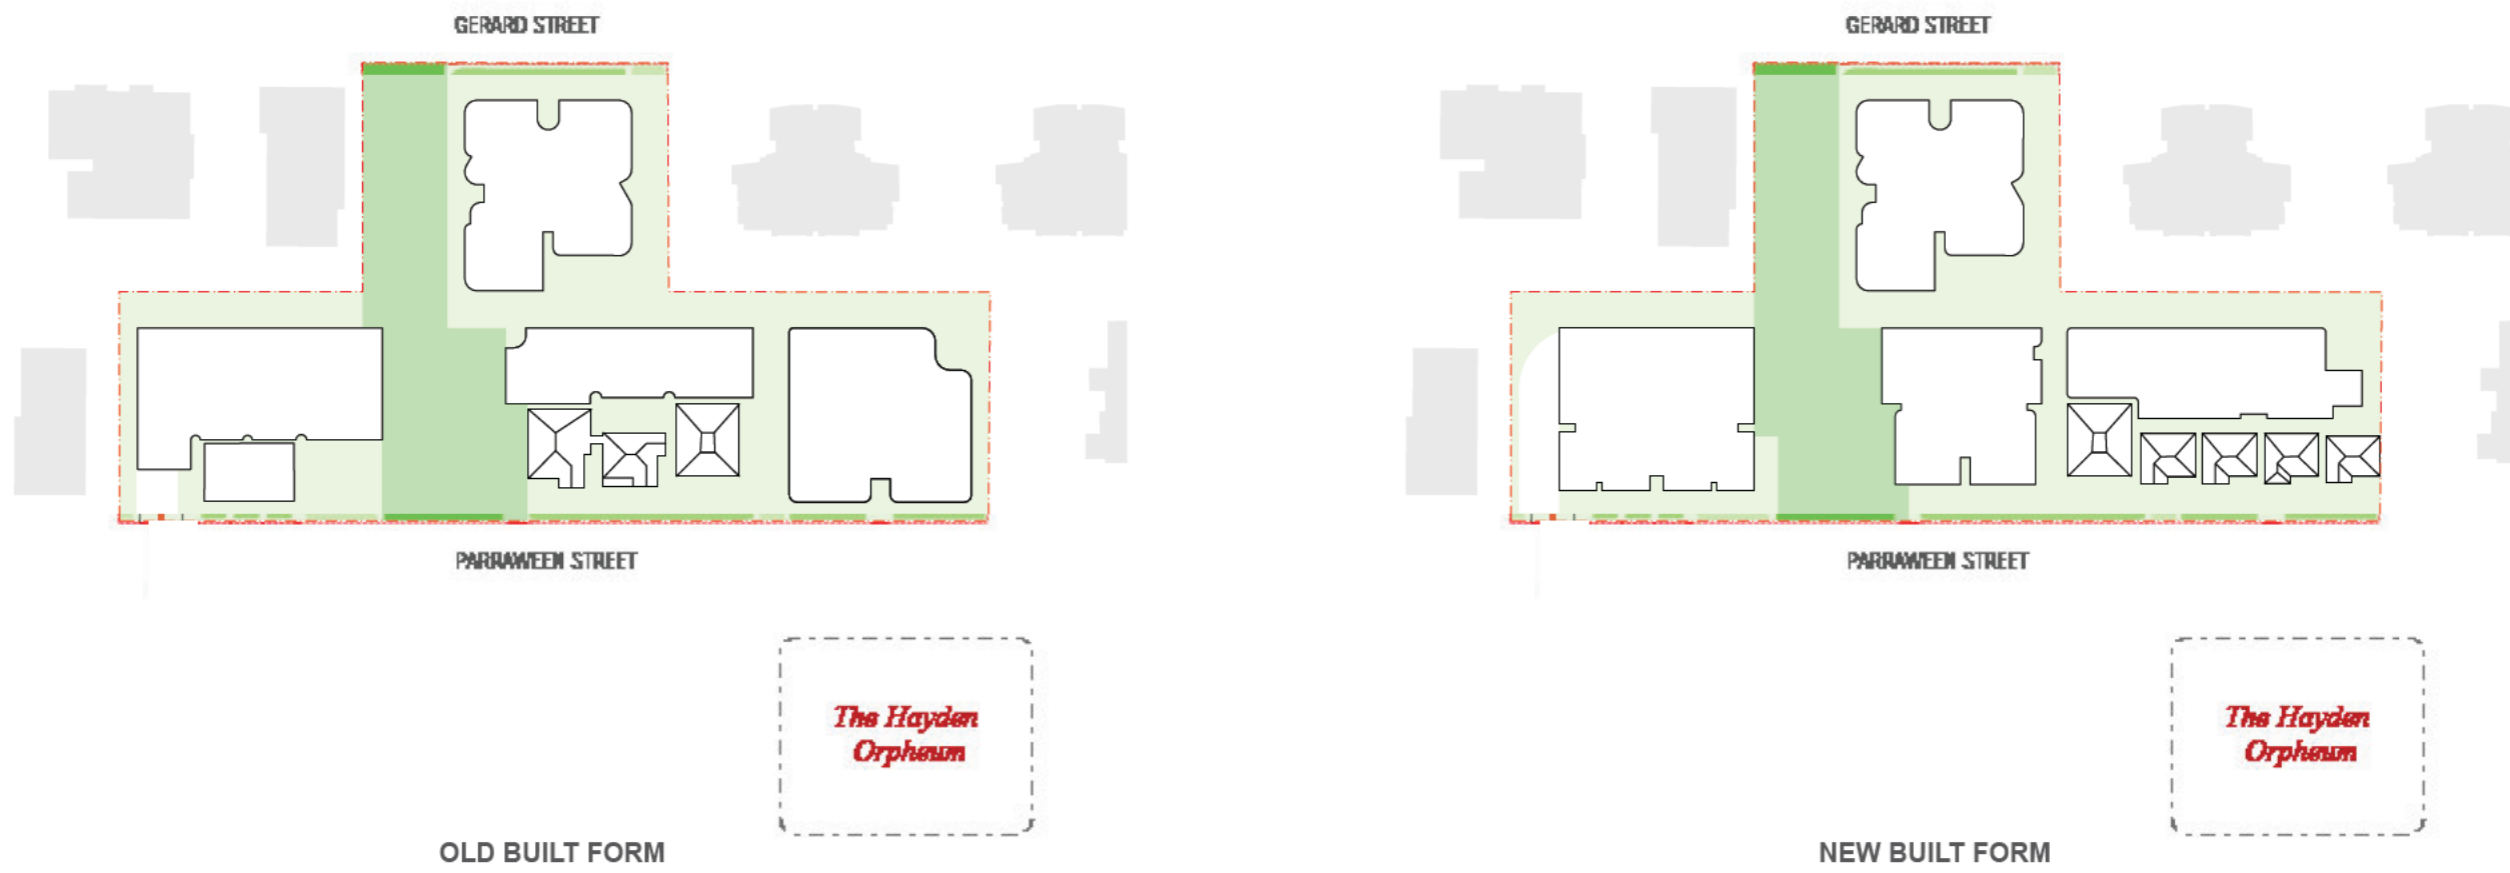 GERARD STREET
GERARD STREET
PARRAWEEN STREET
PARRAWEEN STREET
The Hayden
Orpheum
The Hayden
Orpheum
OLD BUILT FORM
NEW BUILT FORM